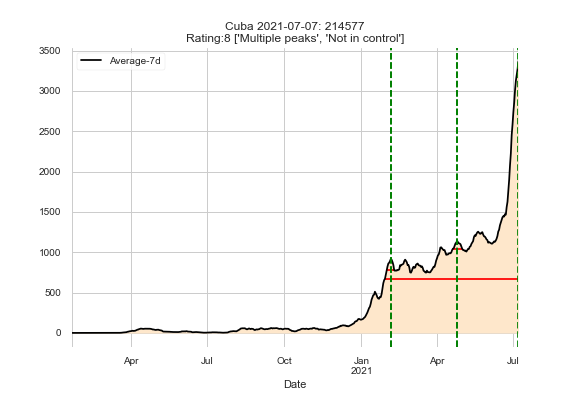 Cuba 2021-07-07: 214577
Rating:8 ['Multiple peaks', 'Not in control']
3500
Average-7d
3000
2500
2000
1500
1000
500
0
Apr
Jul
Oct
Jan
2021
Apr
Jul
Date